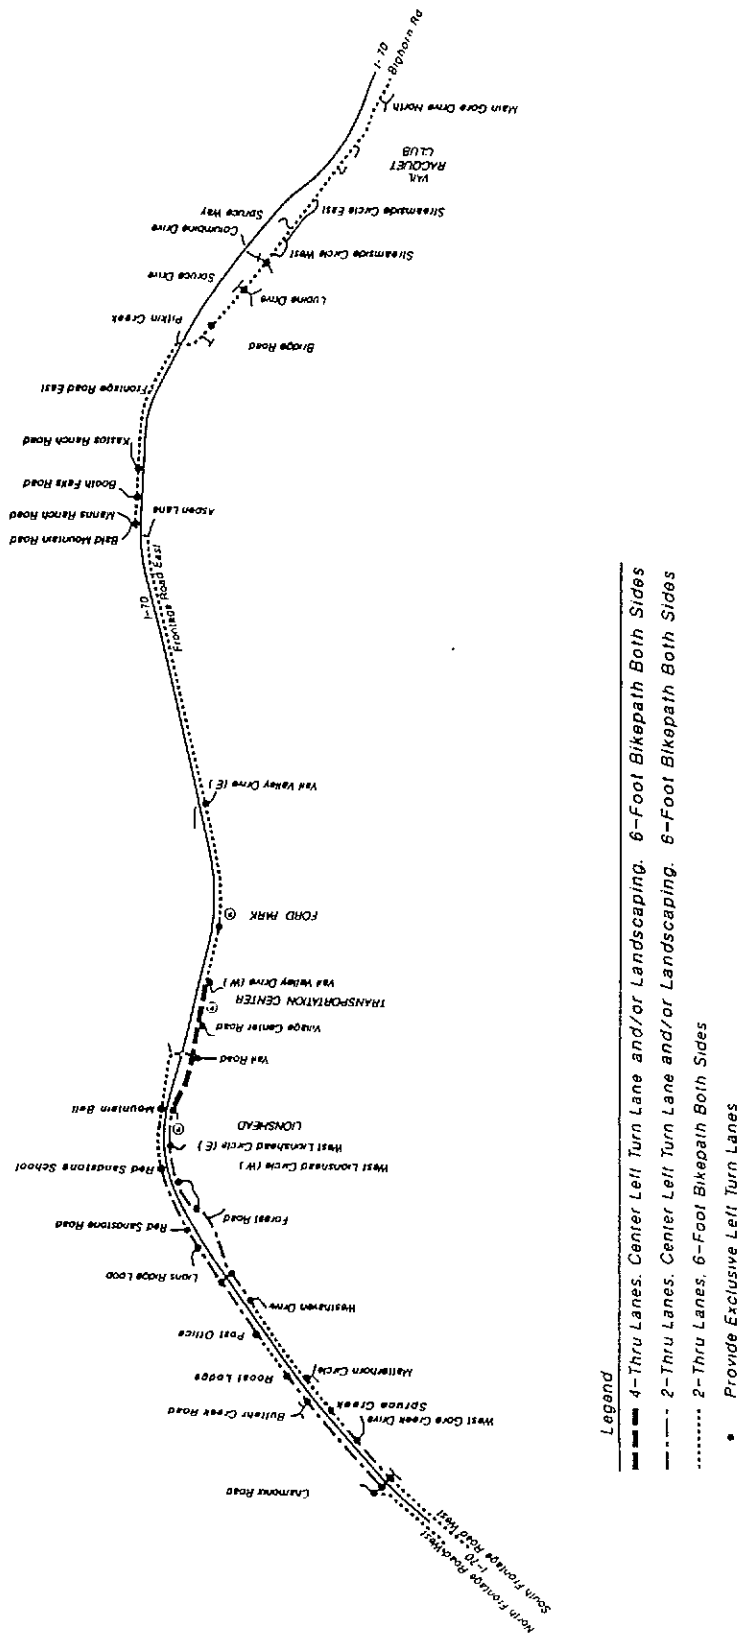 North Frontage Road West
I-70
South Frontage Road West
Chamonix Road
West Gore Creek Drive
Spruce Creek
Matterhorn Circle
Buffehr Creek Road
Roost Lodge
Post Office
Westhaven Drive
Lions Ridge Loop
Forest Road
Red Sandstone Road
Red Sandstone School
West Lionshead Circle (W)
West Lionshead Circle (E)
LIONSHEAD
P
Mountain Bell
Vail Road
Village Center Road
P
TRANSPORTATION CENTER
Vail Valley Drive (W)
FORD PARK
P
Vail Valley Drive (E)
Frontage Road East
I-70
Aspen Lane
Bald Mountain Road
Manns Ranch Road
Booth Falls Road
Katsos Ranch Road
Frontage Road East
Pitkin Creek
Bridge Road
Lupine Drive
Spruce Drive
Streamside Circle West
Columbine Drive
Spruce Way
Streamside Circle East
VAIL
RACQUET
CLUB
Main Gore Drive North
I-70
Bighorn Rd
Legend
4-Thru Lanes. Center Left Turn Lane and/or Landscaping. 6-Foot Bikepath Both Sides
2-Thru Lanes. Center Left Turn Lane and/or Landscaping. 6-Foot Bikepath Both Sides
2-Thru Lanes, 6-Foot Bikepath Both Sides
Provide Exclusive Left Turn Lanes